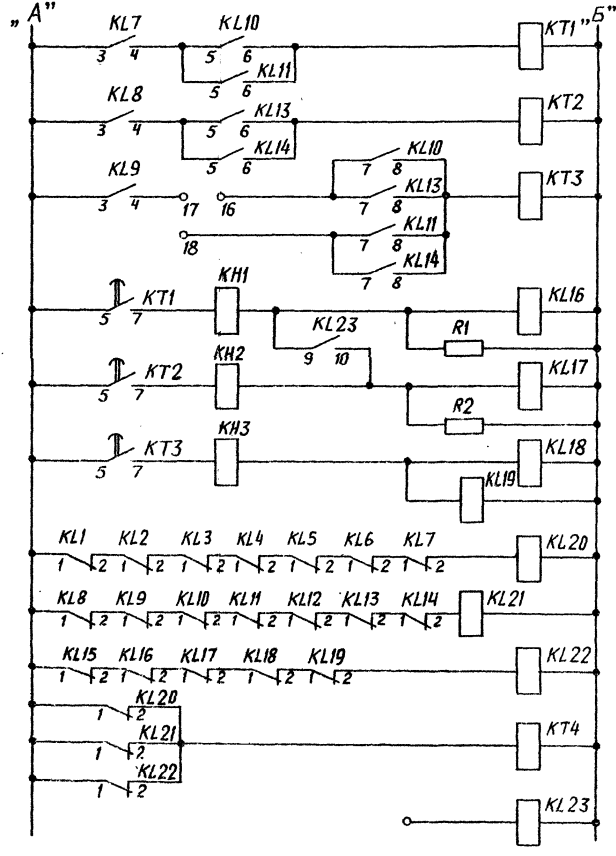 „А” „Б”
KL7 KL10 KT1
3 4 5 6
KL11
5 6
KL8 KL13 KT2
3 4 5 6
KL14
5 6
KL10
7 8
KL9 KL13 KT3
3 4 17 16 7 8
KL11
18 7 8
KL14
7 8
KT1 KH1 KL16
5 7
KL23 R1
9 10
KT2 KH2 KL17
5 7
R2
KT3 KH3 KL18
5 7
KL19
KL1 KL2 KL3 KL4 KL5 KL6 KL7 KL20
1 2 1 2 1 2 1 2 1 2 1 2 1 2
KL8 KL9 KL10 KL11 KL12 KL13 KL14 KL21
1 2 1 2 1 2 1 2 1 2 1 2 1 2
KL15 KL16 KL17 KL18 KL19 KL22
1 2 1 2 1 2 1 2 1 2
KL20
1 2
KL21 KT4
1 2
KL22
1 2
KL23